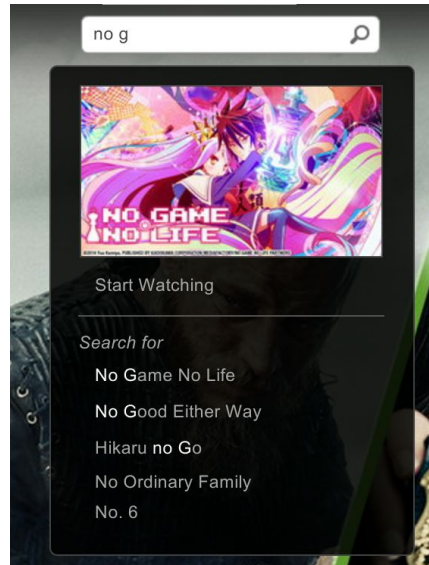 no g
NO GAME
NO LIFE
Start Watching
Search for
No Game No Life
No Good Either Way
Hikaru no Go
No Ordinary Family
No. 6